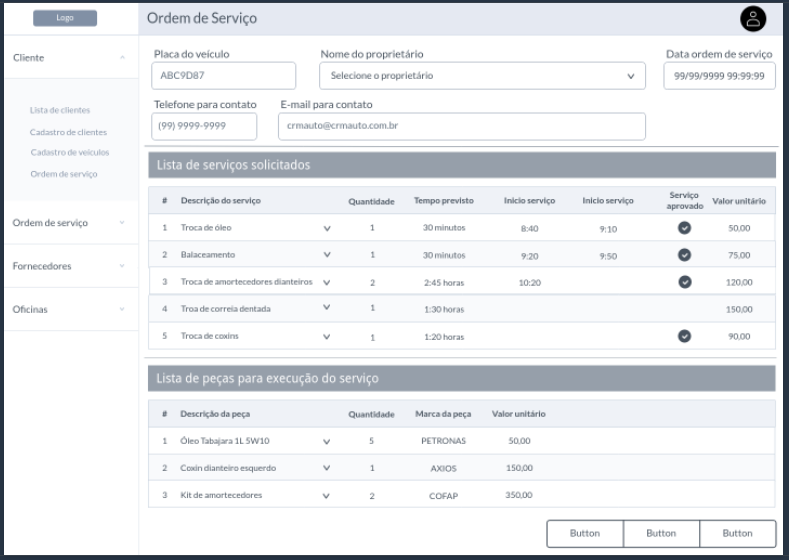 Logo
Ordem de Serviço
Cliente
Lista de clientes
Cadastro de clientes
Cadastro de veículos
Ordem de serviço
Ordem de serviço
Fornecedores
Oficinas
Placa do veículo Nome do proprietário Data ordem de serviço
ABC9D87 Selecione o proprietário 99/99/9999 99:99:99
Telefone para contato E-mail para contato
(99) 9999-9999 crmauto@crmauto.com.br
Lista de serviços solicitados
# Descrição do serviço Quantidade Tempo previsto Inicio serviço Inicio serviço Serviço aprovado Valor unitário
1 Troca de óleo 1 30 minutos 8:40 9:10 50,00
2 Balaceamento 1 30 minutos 9:20 9:50 75,00
3 Troca de amortecedores dianteiros 2 2:45 horas 10:20 120,00
4 Troa de correia dentada 1 1:30 horas 150,00
5 Troca de coxins 1 1:20 horas 90,00
Lista de peças para execução do serviço
# Descrição da peça Quantidade Marca da peça Valor unitário
1 Óleo Tabajara 1L 5W10 5 PETRONAS 50,00
2 Coxin dianteiro esquerdo 1 AXIOS 150,00
3 Kit de amortecedores 2 COFAP 350,00
Button Button Button